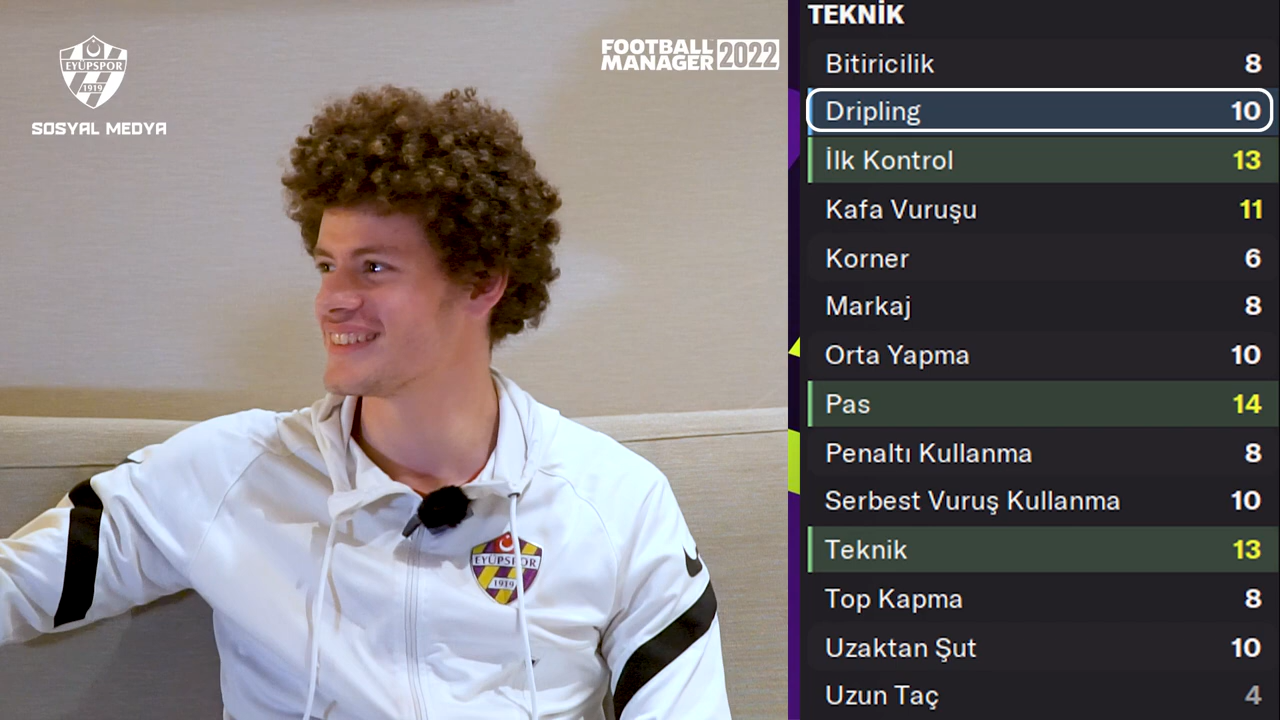 EYÜPSPOR
1919
SOSYAL MEDYA
FOOTBALL
MANAGER 2022
EYÜPSPOR
1919
TEKNİK
Bitiricilik 8
Dripling 10
İlk Kontrol 13
Kafa Vuruşu 11
Korner 6
Markaj 8
Orta Yapma 10
Pas 14
Penaltı Kullanma 8
Serbest Vuruş Kullanma 10
Teknik 13
Top Kapma 8
Uzaktan Şut 10
Uzun Taç 4